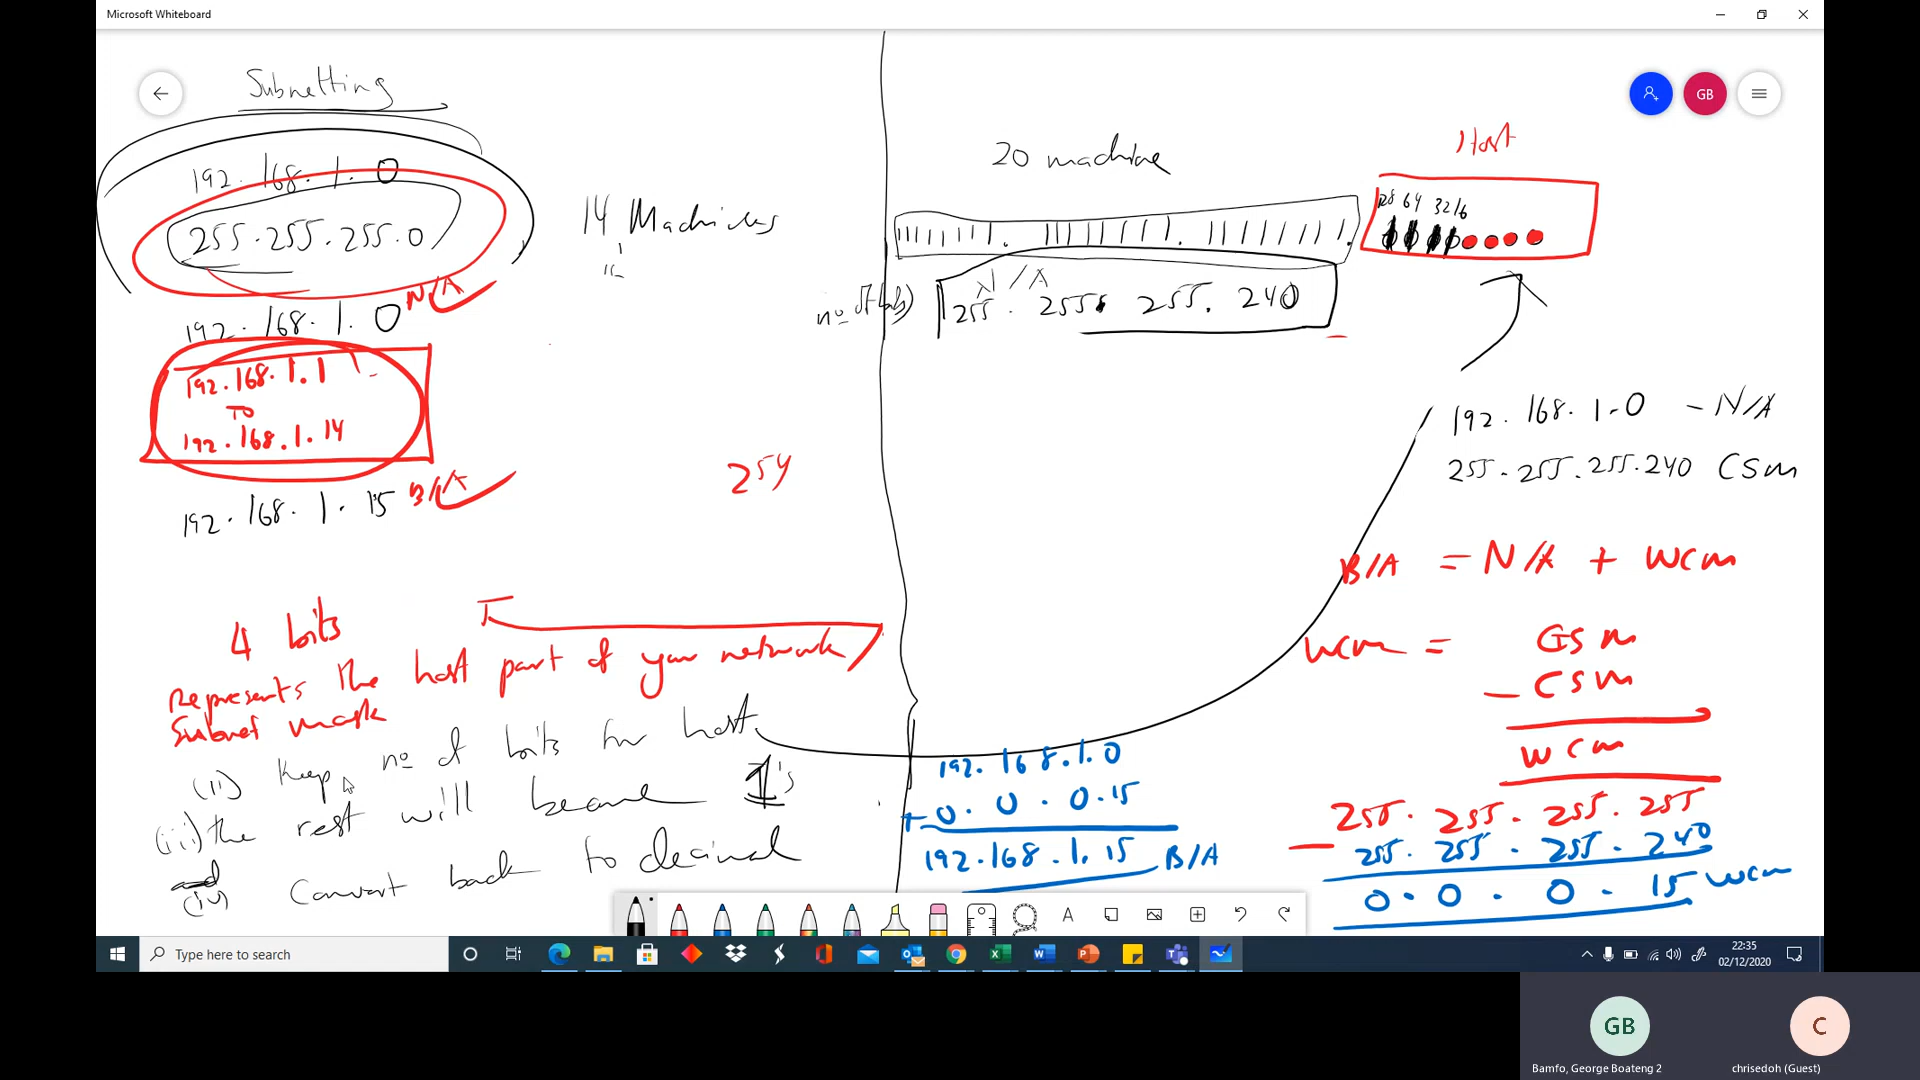 Microsoft Whiteboard
Subnetting
192.168.1.0
255.255.255.0
N/A
192.168.1.0
192.168.1.1
TO
192.168.1.14
192.168.1.15 B/A
14 Machines
254
4 bits
Represents the host part of your network
Subnet mask
(ii) Keep no of bits for host
(iii) the rest will become 1's
and
(iv) Convert back to decimal
20 machine
Host
128 64 32 16
N/A
255.255.255.240
192.168.1.0 - N/A
255.255.255.240 CSM
B/A = N/A + WCM
WCM = GSM
- CSM
WCM
255.255.255.255
- 255.255.255.240
0.0.0.15 WCM
192.168.1.0
+ 0.0.0.15
192.168.1.15 B/A
GB
A
Type here to search
22:35
02/12/2020
GB
C
Bamfo, George Boateng 2
chrisedoh (Guest)